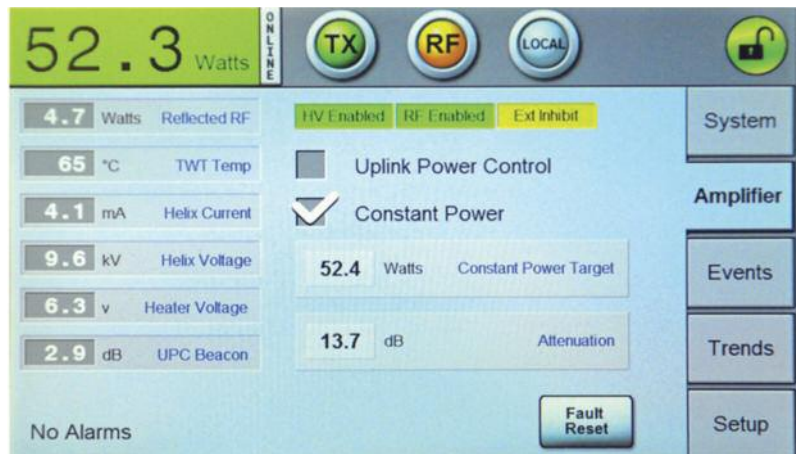 52.3 Watts
ONLINE
TX
RF
LOCAL
4.7 Watts Reflected RF
65 °C TWT Temp
4.1 mA Helix Current
9.6 kV Helix Voltage
6.3 v Heater Voltage
2.9 dB UPC Beacon
No Alarms
HV Enabled RF Enabled Ext Inhibit
Uplink Power Control
Constant Power
52.4 Watts Constant Power Target
13.7 dB Attenuation
Fault
Reset
System
Amplifier
Events
Trends
Setup